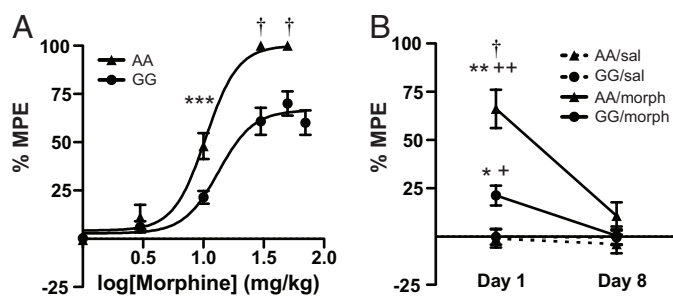 A
100
75
50
25
0
-25
% MPE
AA
GG
***
†
†
0.5
1.0
1.5
2.0
log[Morphine] (mg/kg)
B
100
75
50
25
0
-25
% MPE
†
** ++
* +
AA/sal
GG/sal
AA/morph
GG/morph
Day 1
Day 8